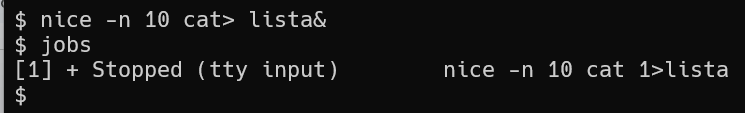 $ nice -n 10 cat> lista&
$ jobs
[1] + Stopped (tty input)        nice -n 10 cat 1>lista
$